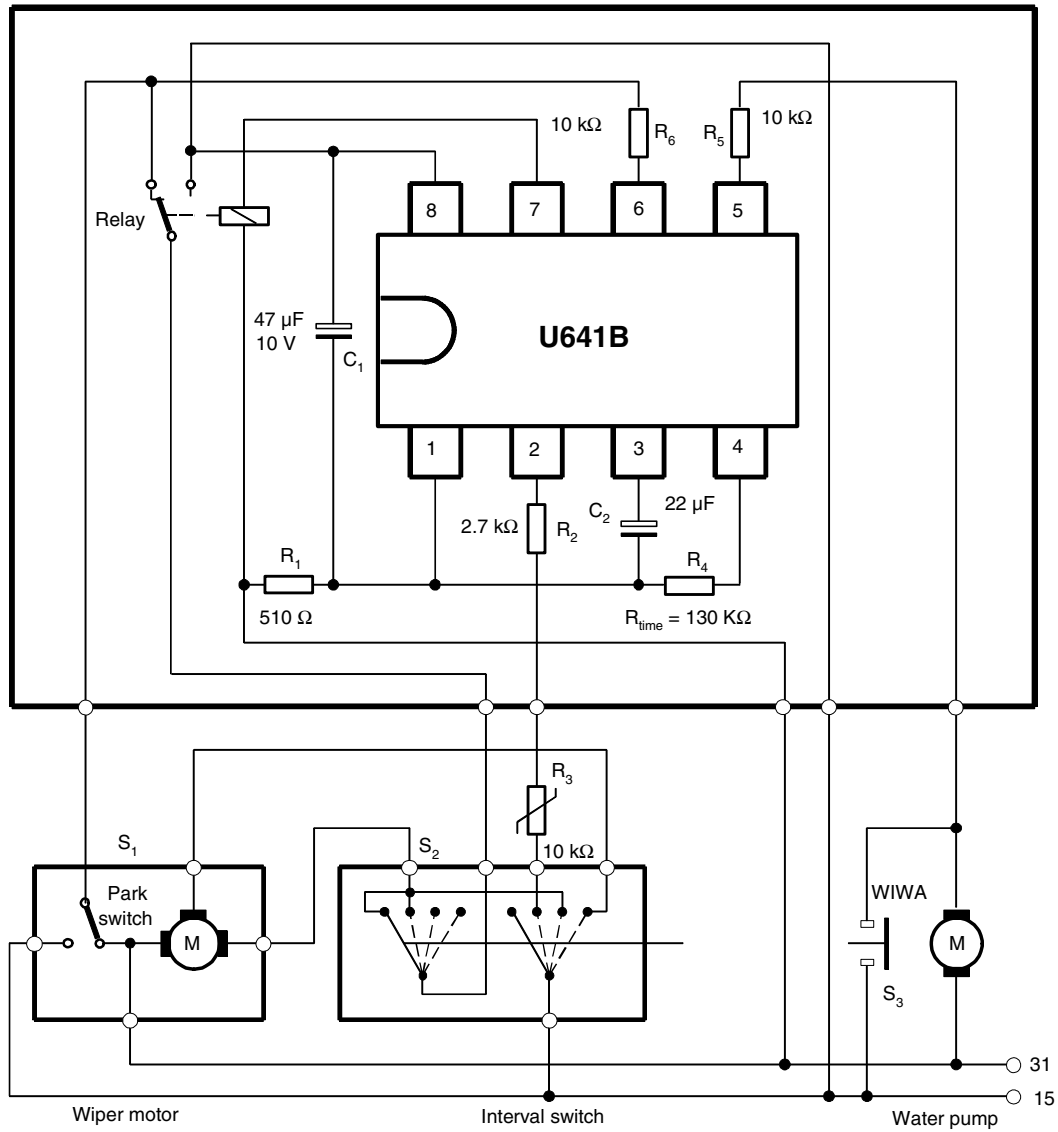 10 kΩ
R6
R5
10 kΩ
8
7
6
5
Relay
47 µF
10 V
C1
U641B
1
2
3
4
2.7 kΩ
R2
C2
22 µF
R1
510 Ω
R4
Rtime = 130 KΩ
R3
10 kΩ
S1
S2
Park
switch
M
WIWA
M
S3
31
15
Wiper motor
Interval switch
Water pump